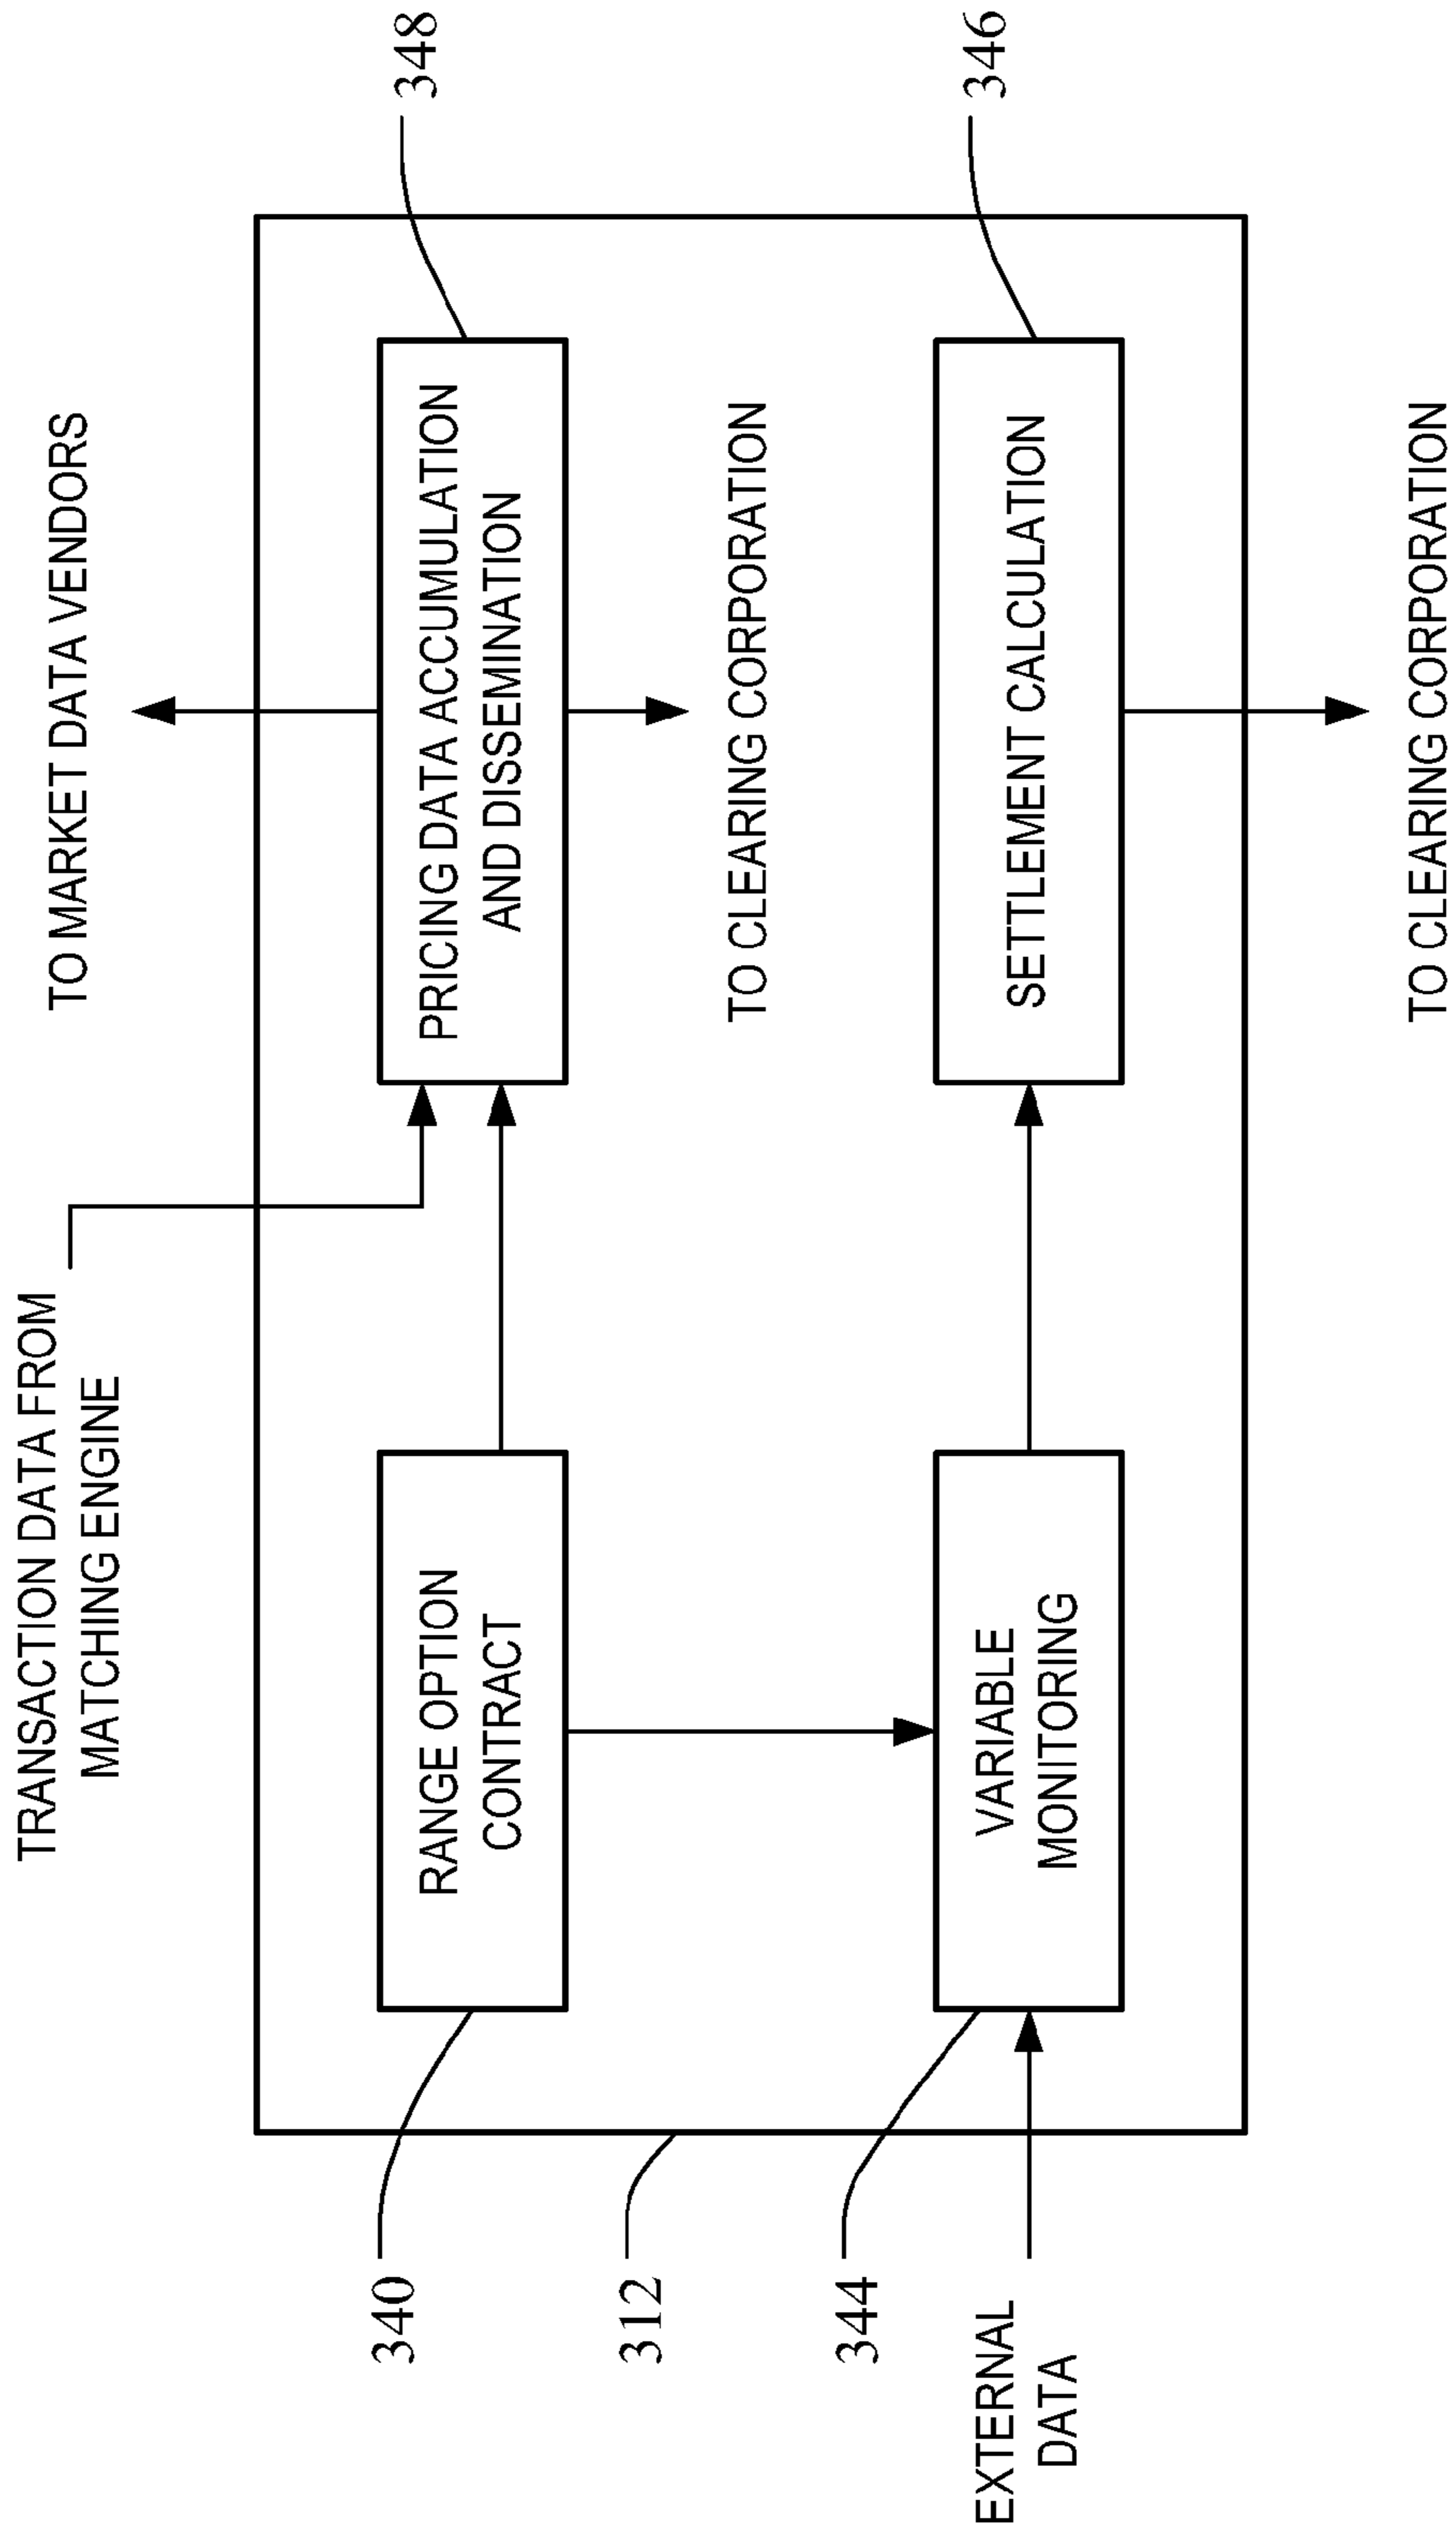 TRANSACTION DATA FROM
MATCHING ENGINE
TO MARKET DATA VENDORS
340
RANGE OPTION
CONTRACT
PRICING DATA ACCUMULATION
AND DISSEMINATION
348
312
TO CLEARING CORPORATION
344
VARIABLE
MONITORING
SETTLEMENT CALCULATION
346
EXTERNAL
DATA
TO CLEARING CORPORATION